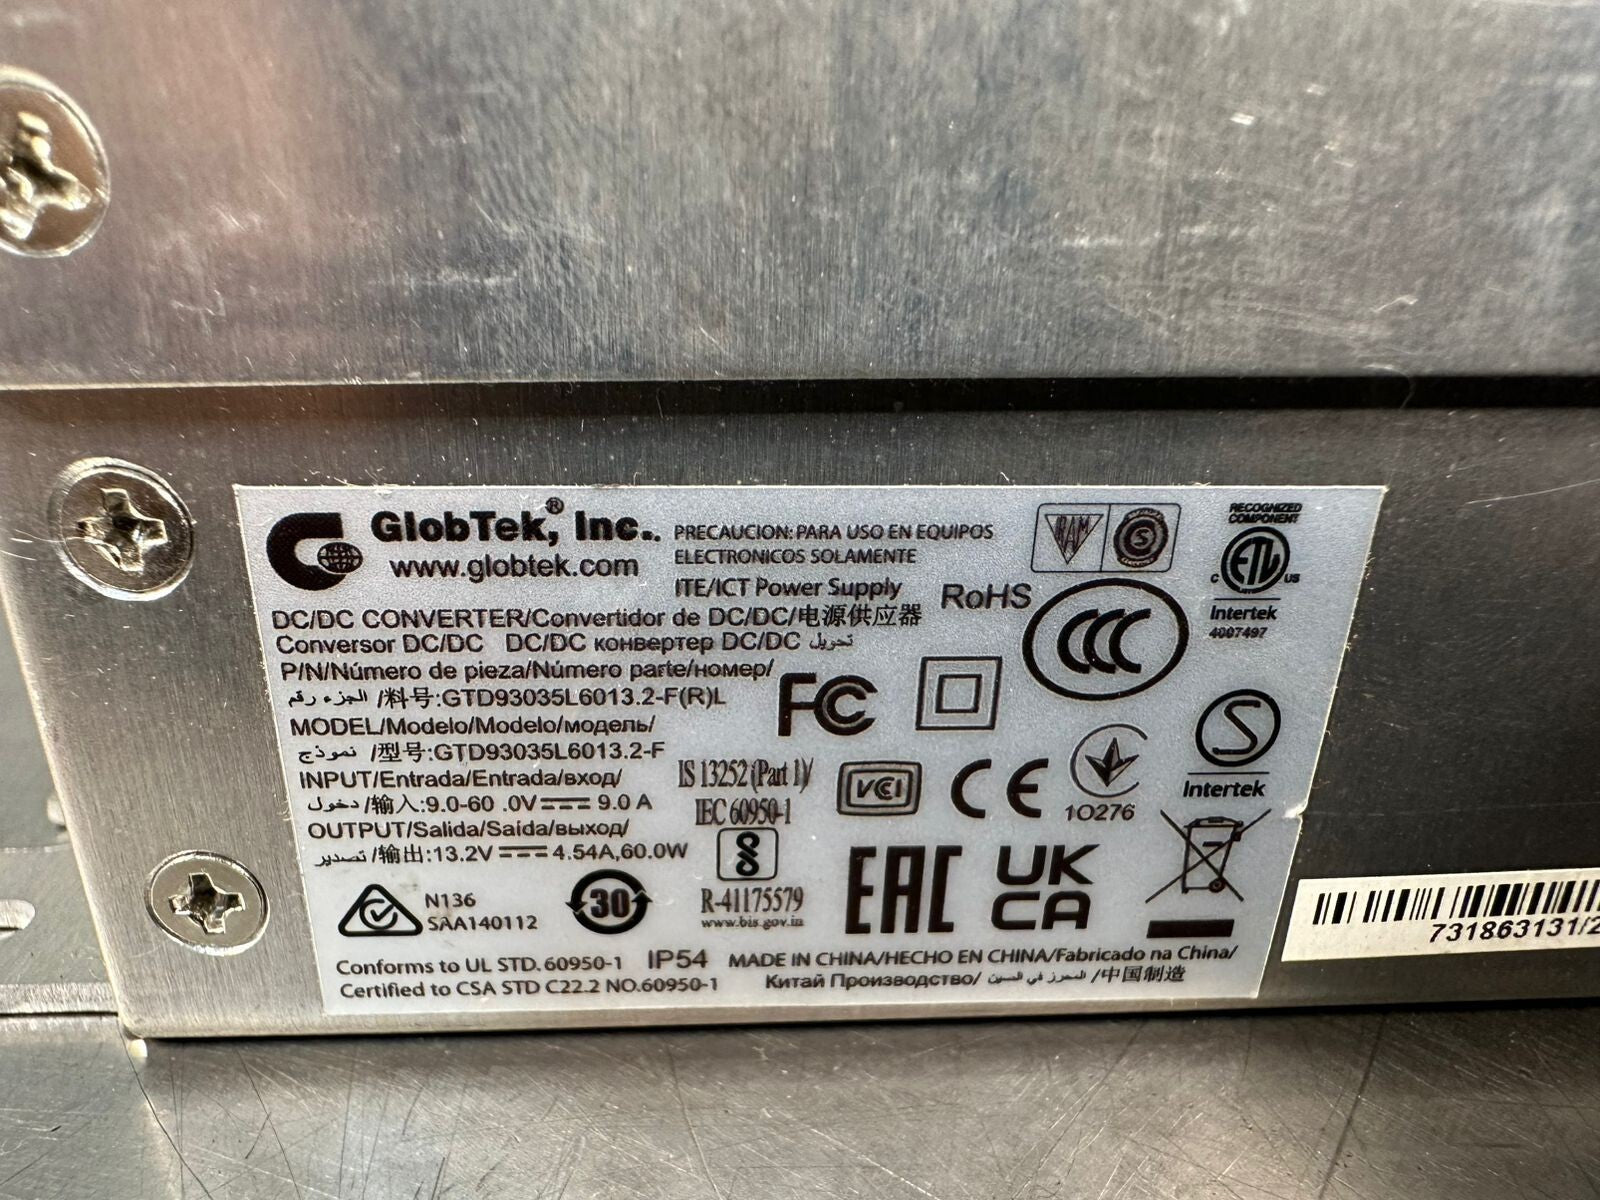 GlobTek, Inc.®
www.globtek.com
PRECAUCION: PARA USO EN EQUIPOS
ELECTRONICOS SOLAMENTE
ITE/ICT Power Supply
RoHS
DC/DC CONVERTER/Convertidor de DC/DC/电源供应器
Conversor DC/DC DC/DC конвертер DC/DC تحويل
P/N/Número de pieza/Número parte/номер/
الجزء رقم /料号:GTD93035L6013.2-F(R)L
MODEL/Modelo/Modelo/модель/
نموذج /型号:GTD93035L6013.2-F
INPUT/Entrada/Entrada/вход/
دخول /输入:9.0-60 .0V 9.0 A
OUTPUT/Salida/Saída/выход/
تصدير /输出:13.2V 4.54A,60.0W
IRAM
S
RECOGNIZED
COMPONENT
ETL
C US
Intertek
4007497
CCC
FC
IS 13252 (Part 1)/
IEC 60950-1
VCCI
CE
10276
S
Intertek
N136
SAA140112
30
R-41175579
www.bis.gov.in
EAC
UK
CA
Conforms to UL STD. 60950-1 IP54
Certified to CSA STD C22.2 NO.60950-1
MADE IN CHINA/HECHO EN CHINA/Fabricado na China/
Китай Производство/ المحرز في الصين /中国制造
731863131/2